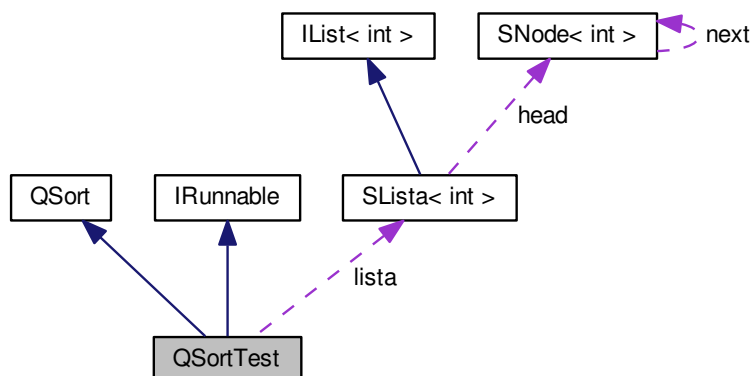 IList< int >
SNode< int >
next
head
QSort
IRunnable
SLista< int >
lista
QSortTest